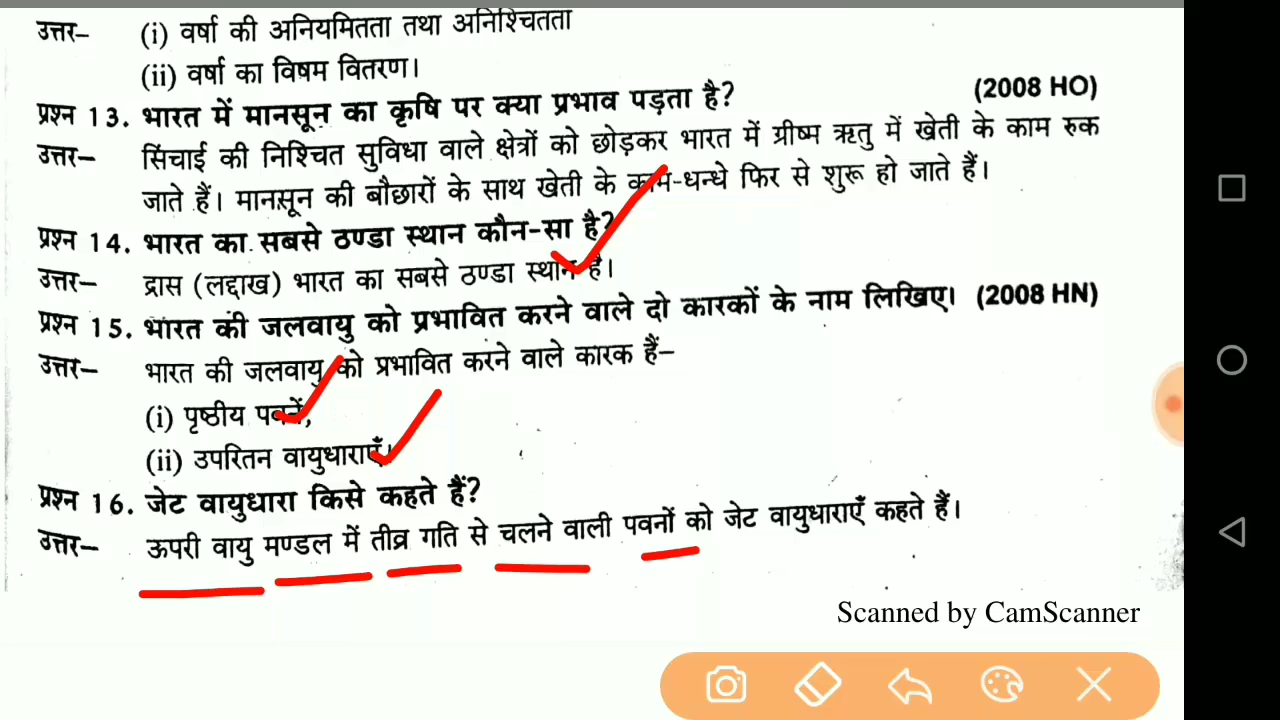 उत्तर– (i) वर्षा की अनियमितता तथा अनिश्चितता
(ii) वर्षा का विषम वितरण।
प्रश्न 13. भारत में मानसून का कृषि पर क्या प्रभाव पड़ता है? (2008 HO)
उत्तर– सिंचाई की निश्चित सुविधा वाले क्षेत्रों को छोड़कर भारत में ग्रीष्म ऋतु में खेती के काम रुक
जाते हैं। मानसून की बौछारों के साथ खेती के काम-धन्धे फिर से शुरू हो जाते हैं।
प्रश्न 14. भारत का सबसे ठण्डा स्थान कौन-सा है?
उत्तर– द्रास (लद्दाख) भारत का सबसे ठण्डा स्थान है।
प्रश्न 15. भारत की जलवायु को प्रभावित करने वाले दो कारकों के नाम लिखिए। (2008 HN)
उत्तर– भारत की जलवायु को प्रभावित करने वाले कारक हैं–
(i) पृष्ठीय पवनें,
(ii) उपरितन वायुधाराएँ।
प्रश्न 16. जेट वायुधारा किसे कहते हैं?
उत्तर– ऊपरी वायु मण्डल में तीव्र गति से चलने वाली पवनों को जेट वायुधाराएँ कहते हैं।
Scanned by CamScanner